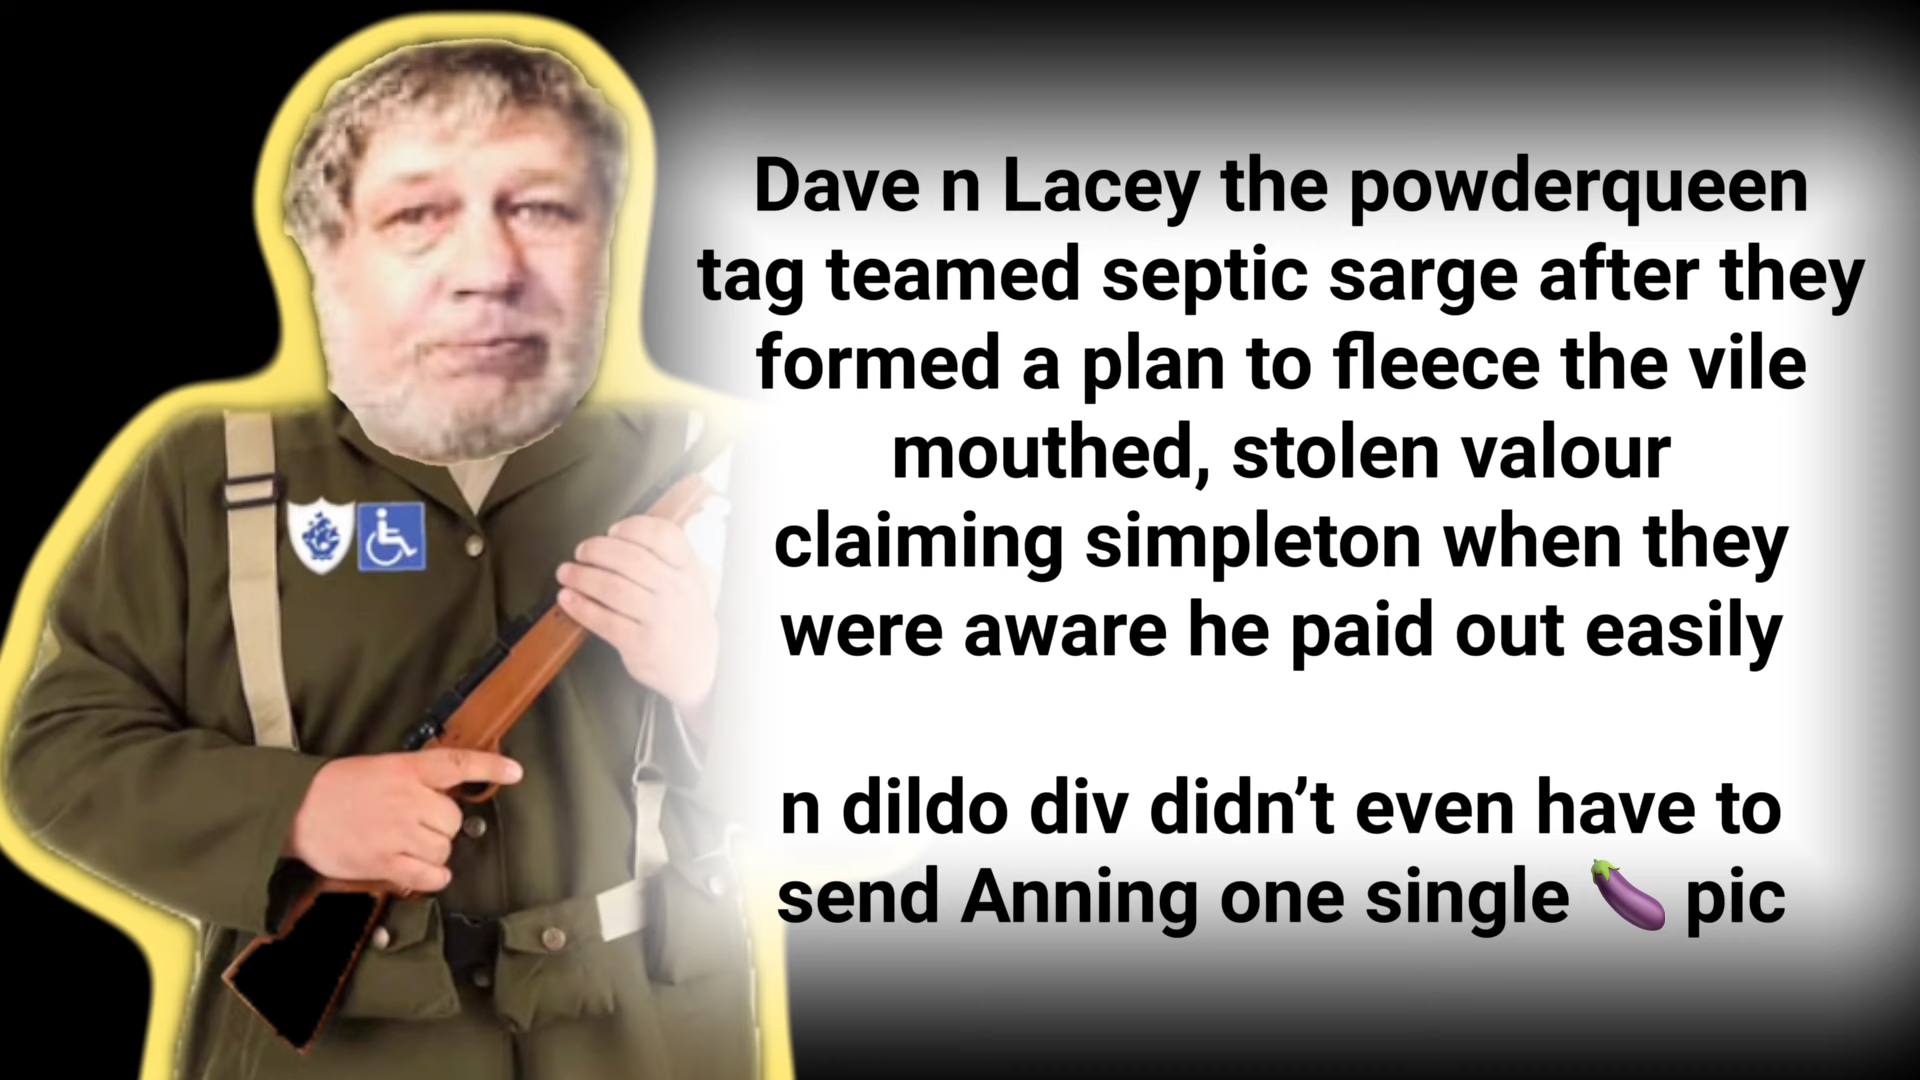 Dave n Lacey the powderqueen
tag teamed septic sarge after they
formed a plan to fleece the vile
mouthed, stolen valour
claiming simpleton when they
were aware he paid out easily
n dildo div didn’t even have to
send Anning one single 🍆 pic